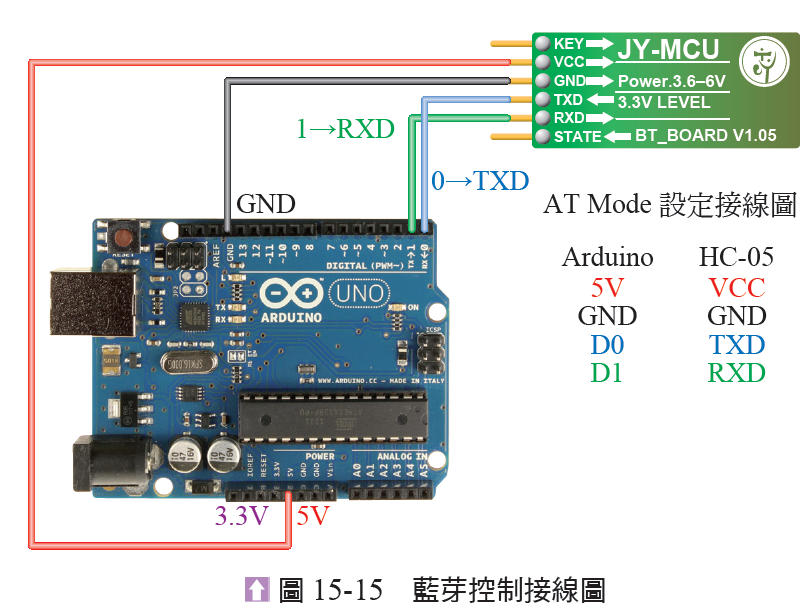 KEY
VCC
GND
TXD
RXD
STATE
JY-MCU
Power.3.6–6V
3.3V LEVEL
BT_BOARD V1.05
1→RXD
0→TXD
GND
AT Mode 設定接線圖
Arduino HC-05
5V VCC
GND GND
D0 TXD
D1 RXD
RESET
AREF
GND
13
12
~11
~10
~9
8
7
~6
~5
4
~3
2
TX→1
RX←0
DIGITAL (PWM~)
JP2
L
TX
RX
UNO
ARDUINO
ON
ICSP
WWW.ARDUINO.CC - MADE IN ITALY
47
16V
47
16V
POWER
ANALOG IN
IOREF
RESET
3.3V
5V
GND
GND
Vin
A0
A1
A2
A3
A4
A5
3.3V
5V
圖 15-15 藍芽控制接線圖